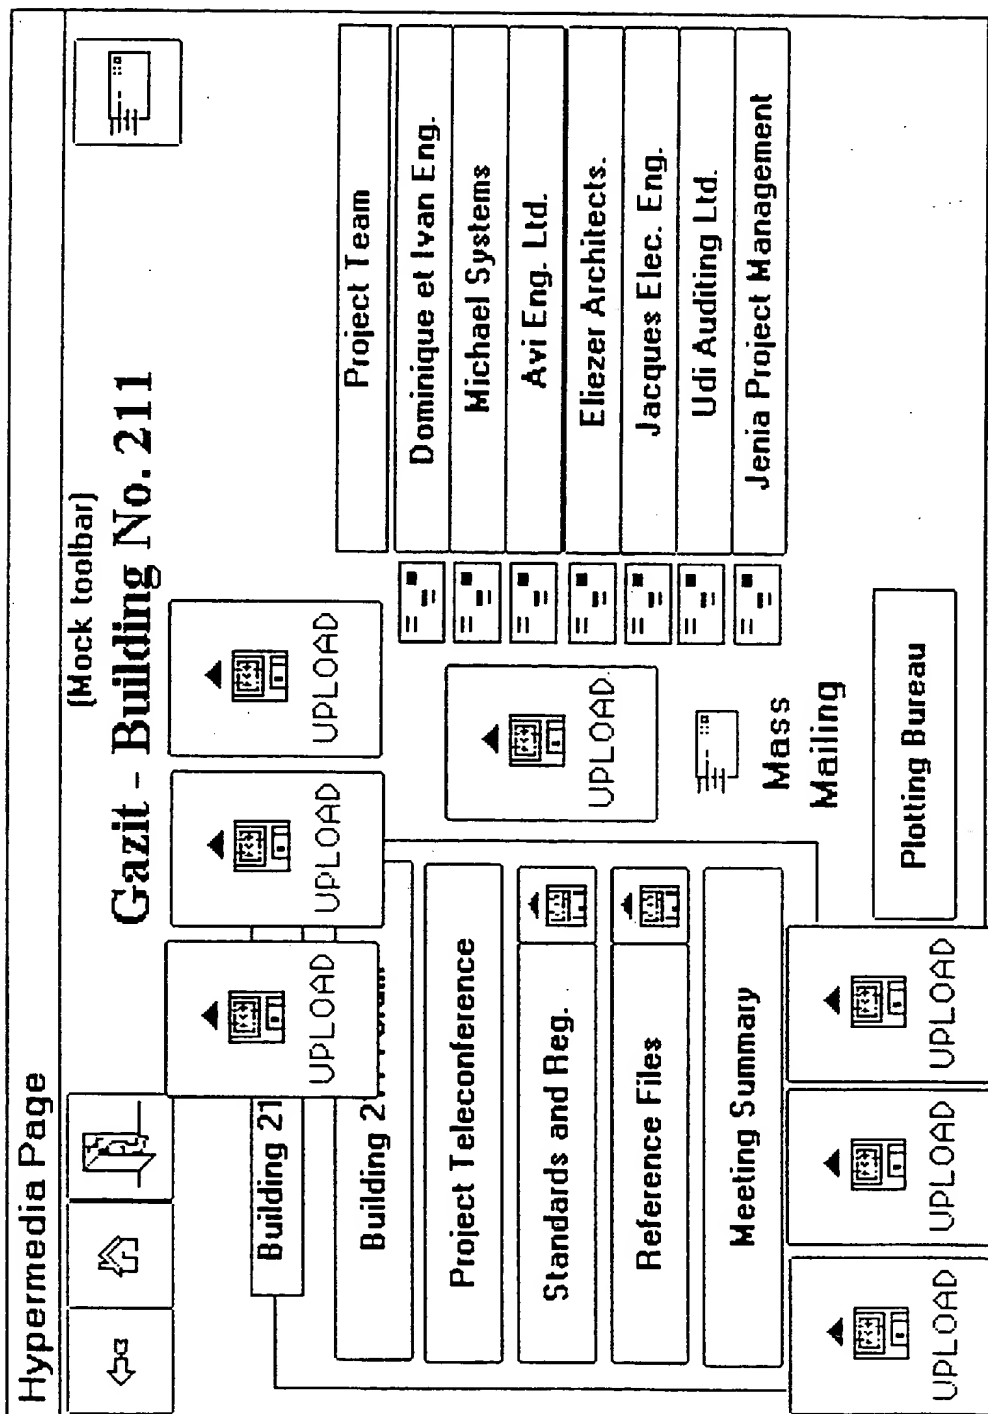 Hypermedia Page
(Mock toolbar)
Gazit - Building No. 211
UPLOAD
UPLOAD
UPLOAD
Building 21
Building 21
Project Teleconference
Standards and Reg.
Reference Files
Meeting Summary
UPLOAD
Mass
Mailing
Project Team
Dominique et Ivan Eng.
Michael Systems
Avi Eng. Ltd.
Eliezer Architects.
Jacques Elec. Eng.
Udi Auditing Ltd.
Jenia Project Management
UPLOAD
UPLOAD
UPLOAD
Plotting Bureau